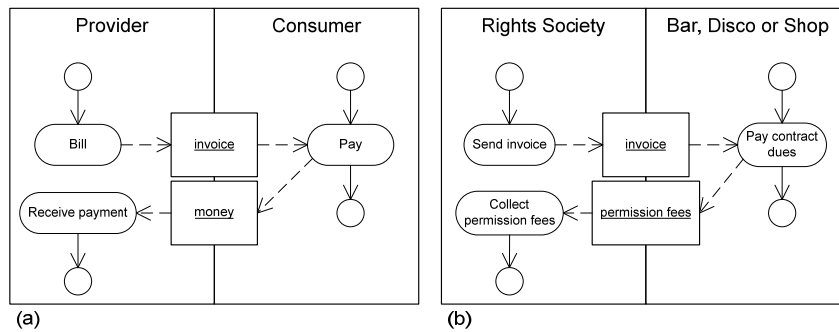 Provider
Consumer
Bill
invoice
Pay
Receive payment
money
(a)
Rights Society
Bar, Disco or Shop
Send invoice
invoice
Pay contract
dues
Collect
permission fees
permission fees
(b)